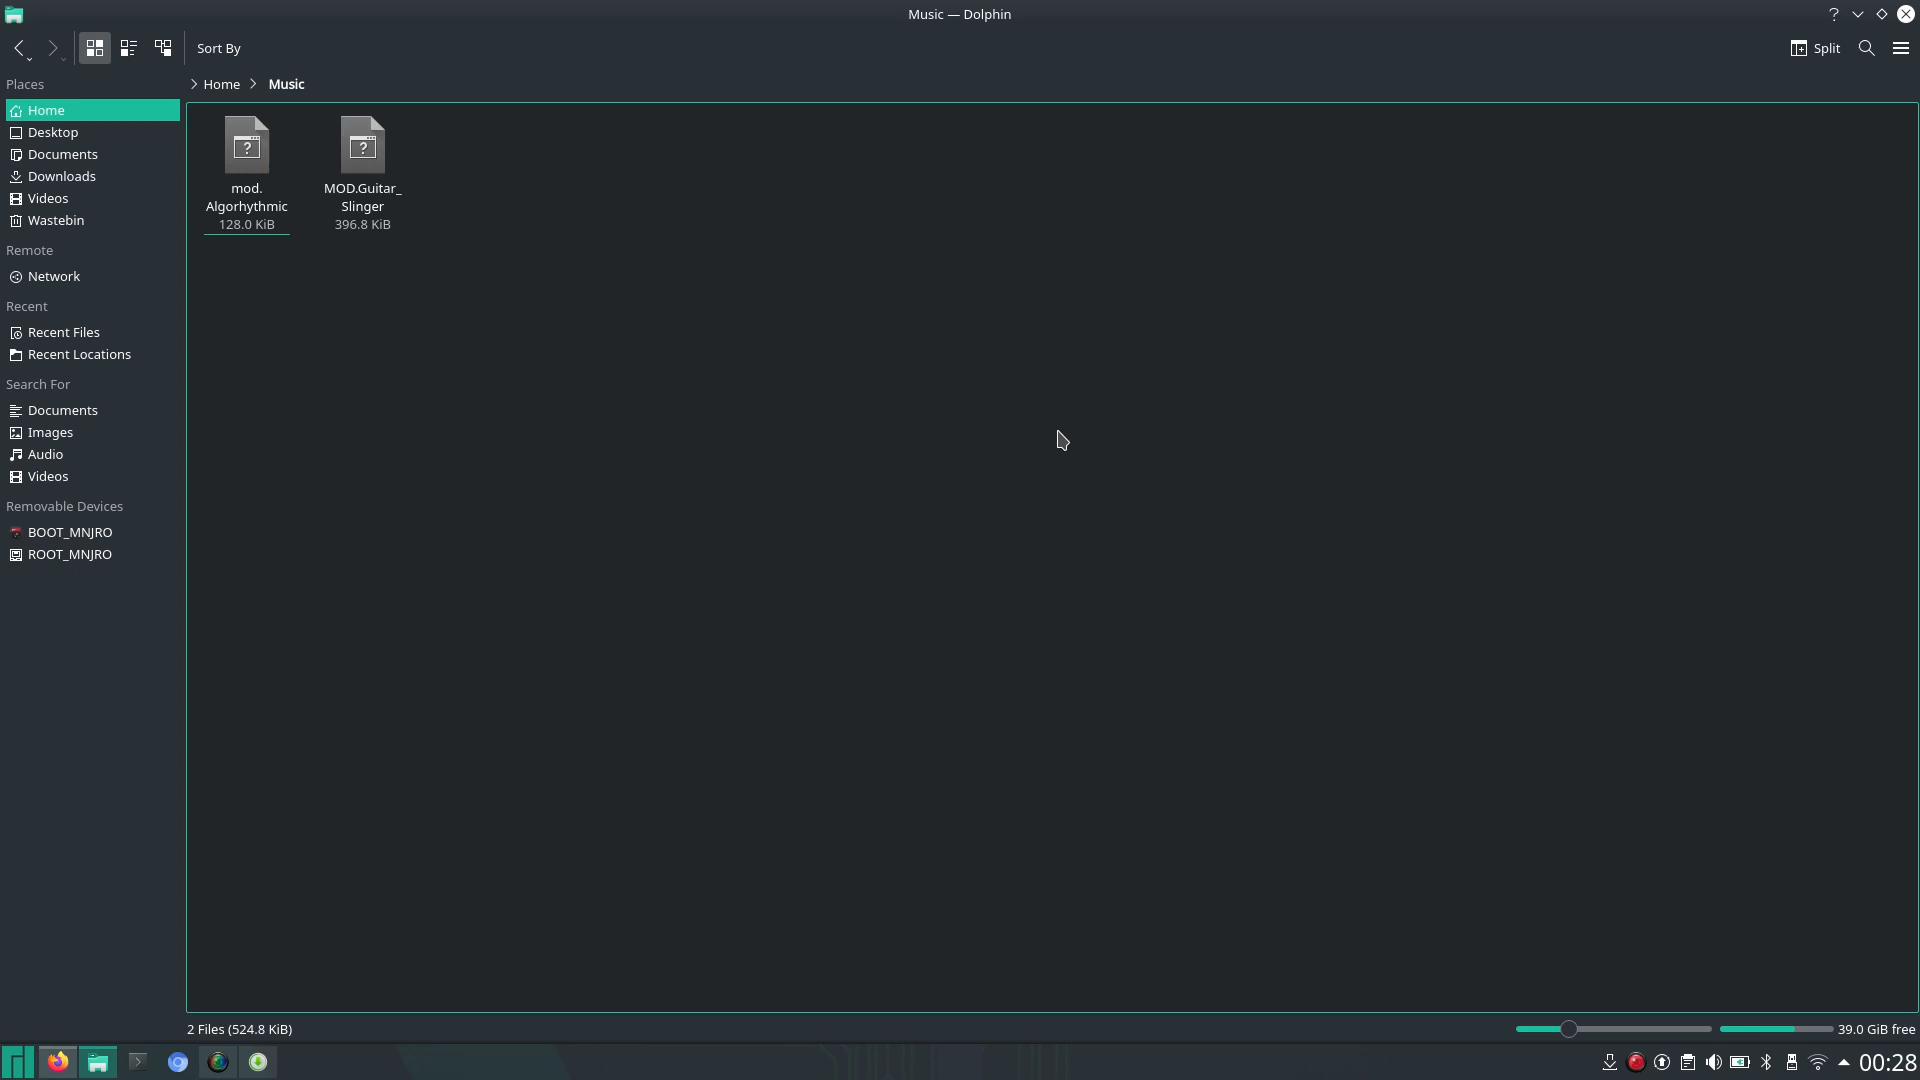 Music — Dolphin
Sort By
Split
Places
Home
Desktop
Documents
Downloads
Videos
Wastebin
Remote
Network
Recent
Recent Files
Recent Locations
Search For
Documents
Images
Audio
Videos
Removable Devices
BOOT_MNJRO
ROOT_MNJRO
Home
Music
mod.
Algorhythmic
128.0 KiB
MOD.Guitar_
Slinger
396.8 KiB
2 Files (524.8 KiB)
39.0 GiB free
00:28